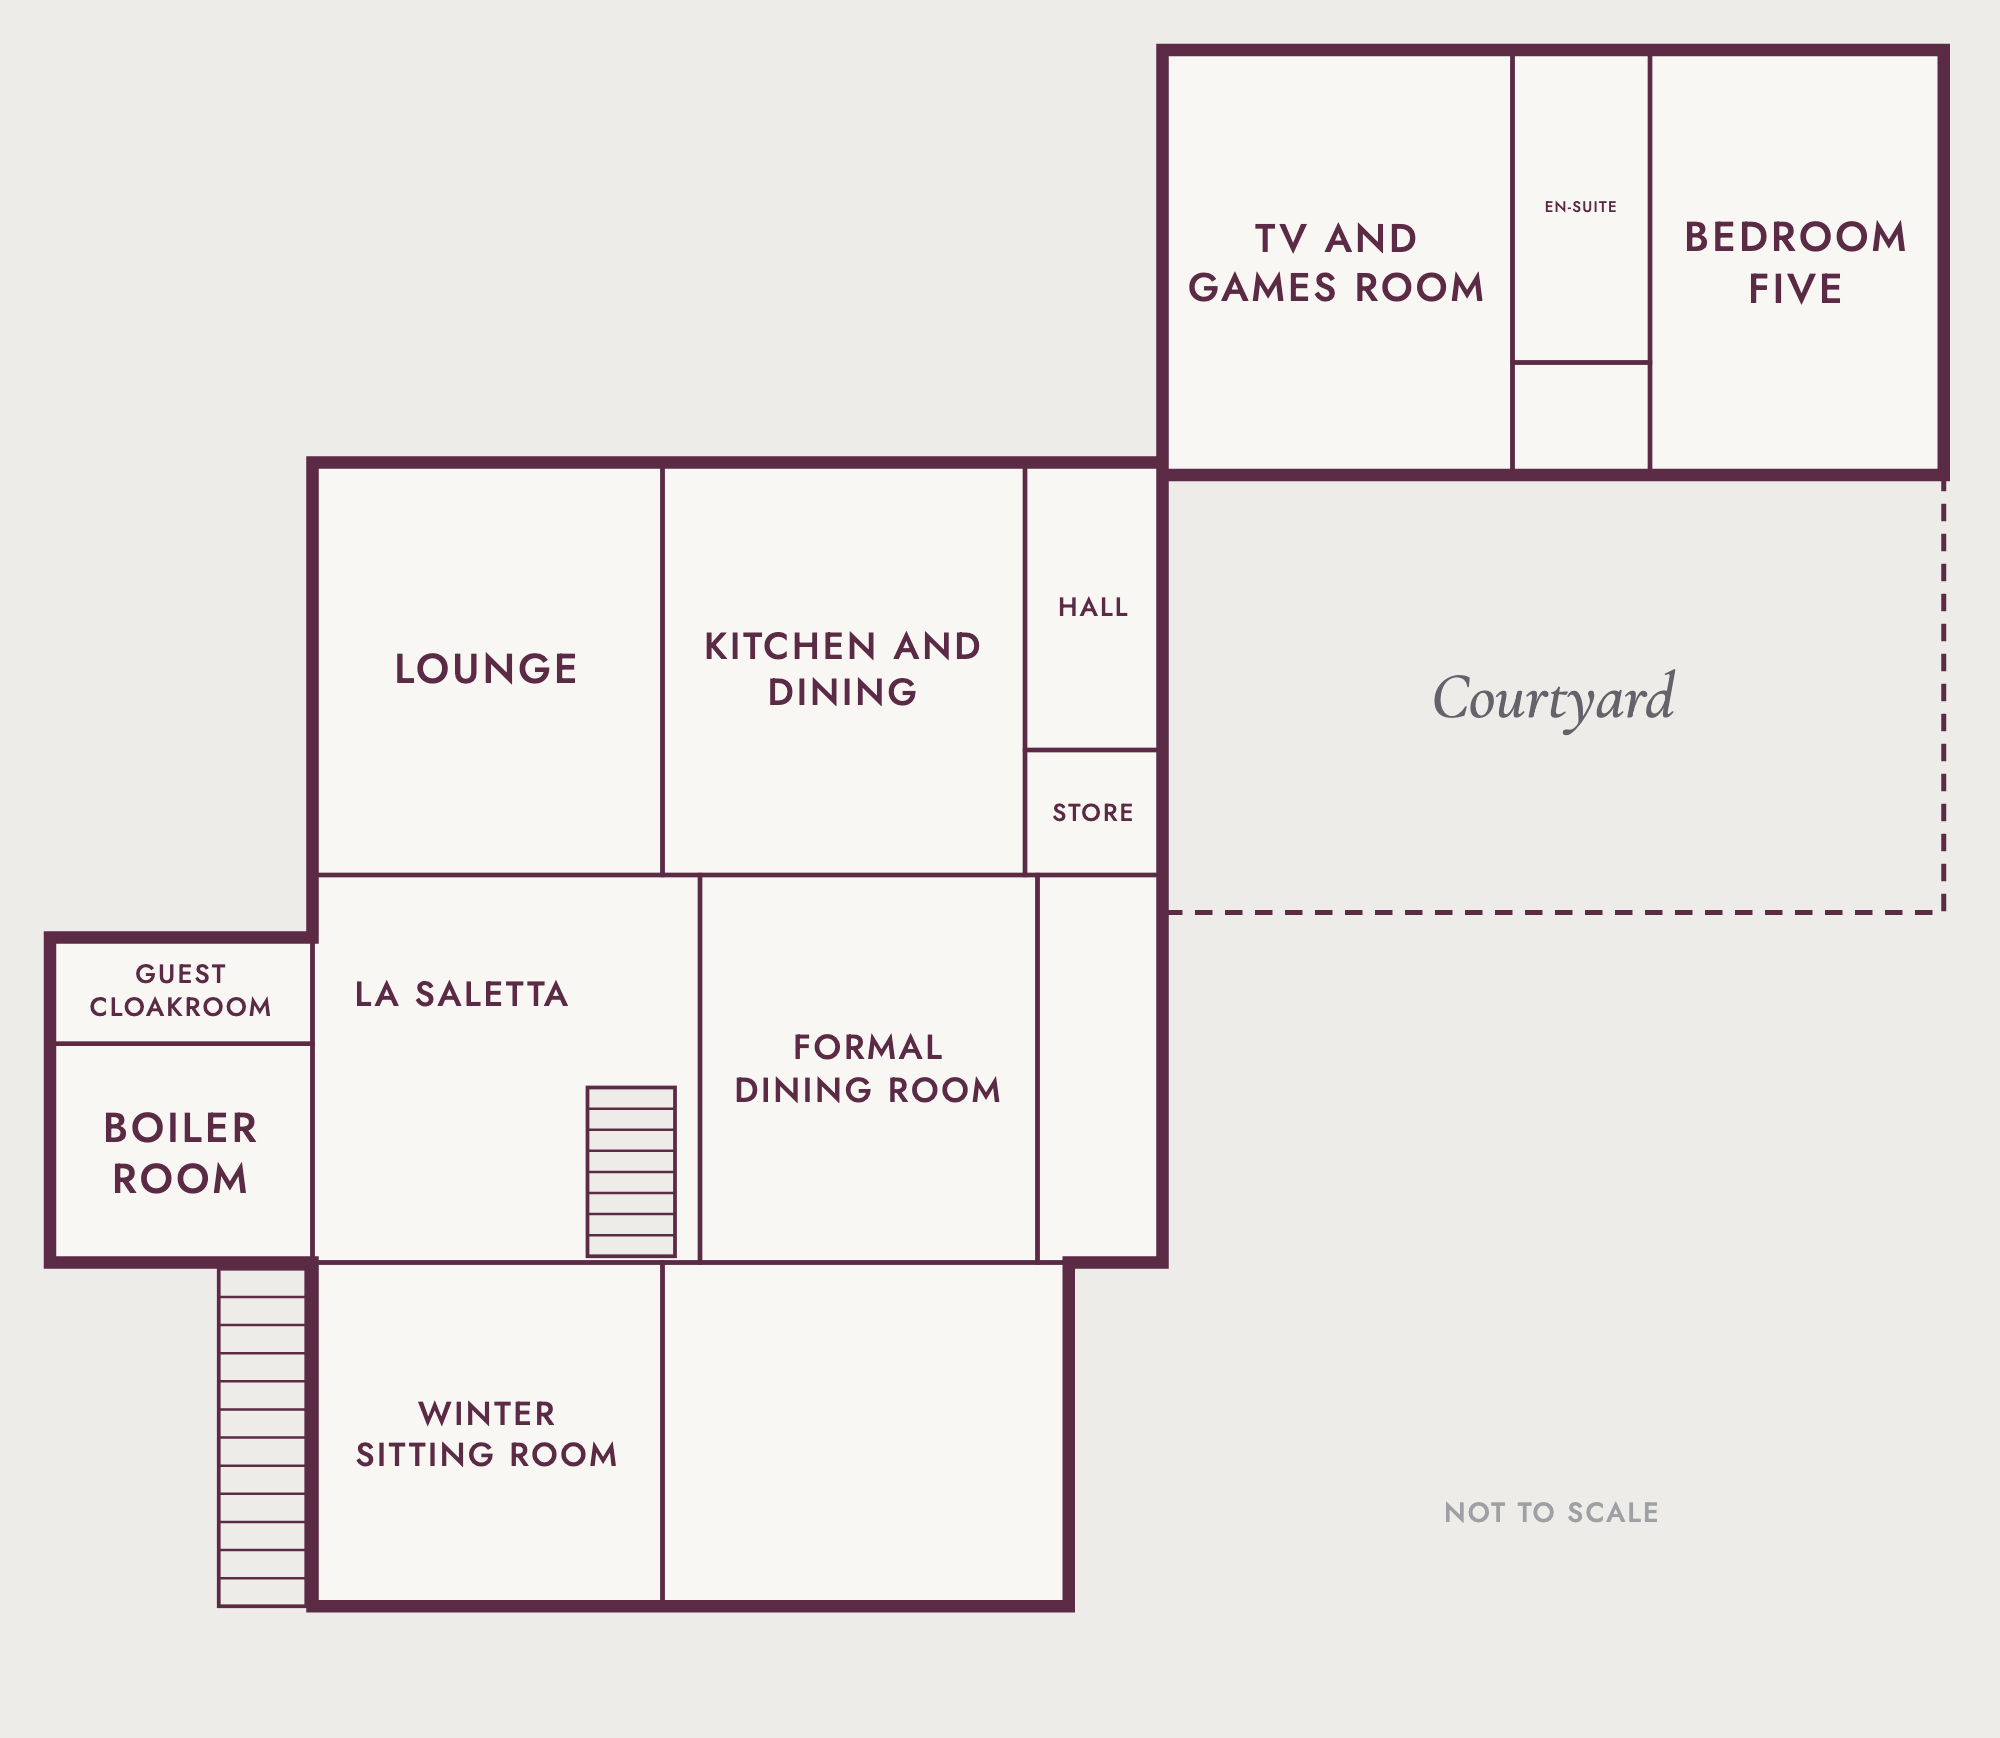 TV AND
GAMES ROOM
EN-SUITE
BEDROOM
FIVE
LOUNGE
KITCHEN AND
DINING
HALL
STORE
Courtyard
GUEST
CLOAKROOM
LA SALETTA
FORMAL
DINING ROOM
BOILER
ROOM
WINTER
SITTING ROOM
NOT TO SCALE